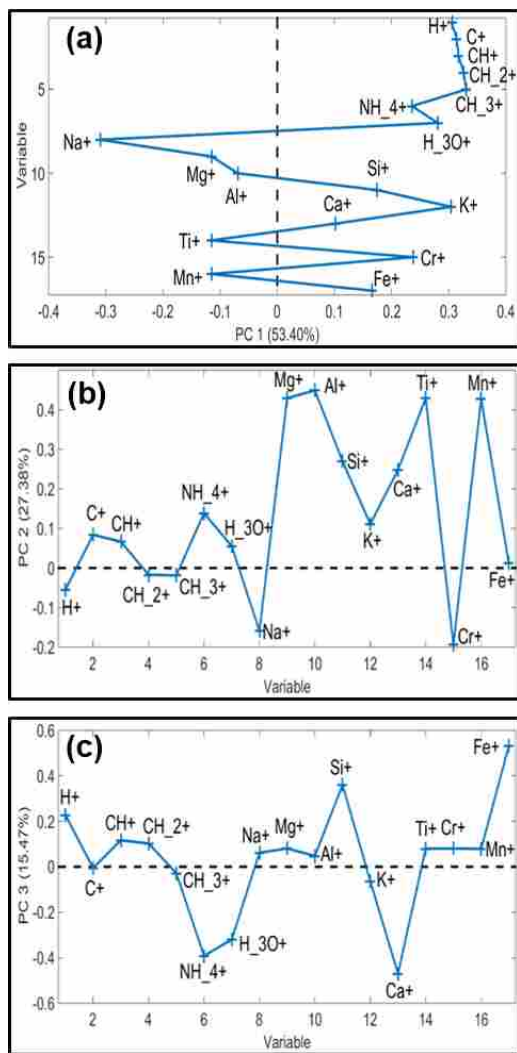 (a)
H+
C+
CH+
CH_2+
CH_3+
NH_4+
H_3O+
Na+
Mg+
Al+
Si+
K+
Ca+
Ti+
Cr+
Mn+
Fe+
Variable
5
10
15
-0.4 -0.3 -0.2 -0.1 0 0.1 0.2 0.3 0.4
PC 1 (53.40%)
(b)
PC 2 (27.38%)
0.4
0.3
0.2
0.1
0
-0.1
-0.2
H+
C+
CH+
CH_2+
CH_3+
NH_4+
H_3O+
Na+
Mg+
Al+
Si+
K+
Ca+
Ti+
Cr+
Mn+
Fe+
2 4 6 8 10 12 14 16
Variable
(c)
PC 3 (15.47%)
0.6
0.4
0.2
0
-0.2
-0.4
-0.6
H+
C+
CH+
CH_2+
CH_3+
NH_4+
H_3O+
Na+
Mg+
Al+
Si+
K+
Ca+
Ti+
Cr+
Mn+
Fe+
2 4 6 8 10 12 14 16
Variable